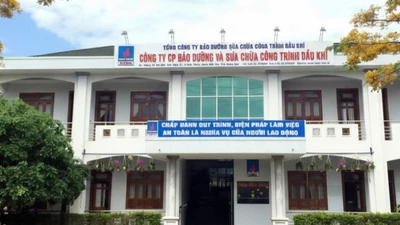 TỔNG CÔNG TY BẢO DƯỠNG SỬA CHỮA CÔNG TRÌNH DẦU KHÍ
CÔNG TY CP BẢO DƯỠNG VÀ SỬA CHỮA CÔNG TRÌNH DẦU KHÍ
CHẤP HÀNH QUY TRÌNH, BIỆN PHÁP LÀM VIỆC
AN TOÀN LÀ NGHĨA VỤ CỦA NGƯỜI LAO ĐỘNG